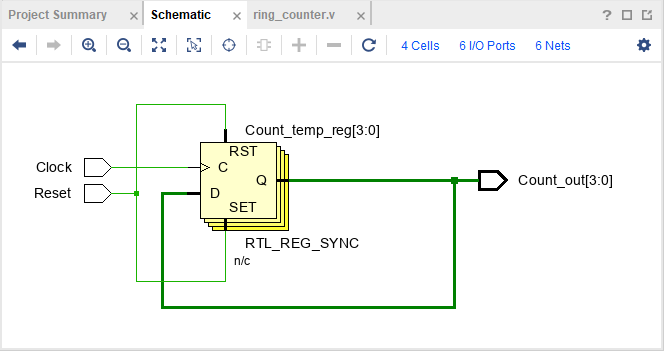 Project Summary
Schematic
ring_counter.v
4 Cells
6 I/O Ports
6 Nets
Count_temp_reg[3:0]
RST
Clock
C
Reset
D
Q
Count_out[3:0]
SET
RTL_REG_SYNC
n/c